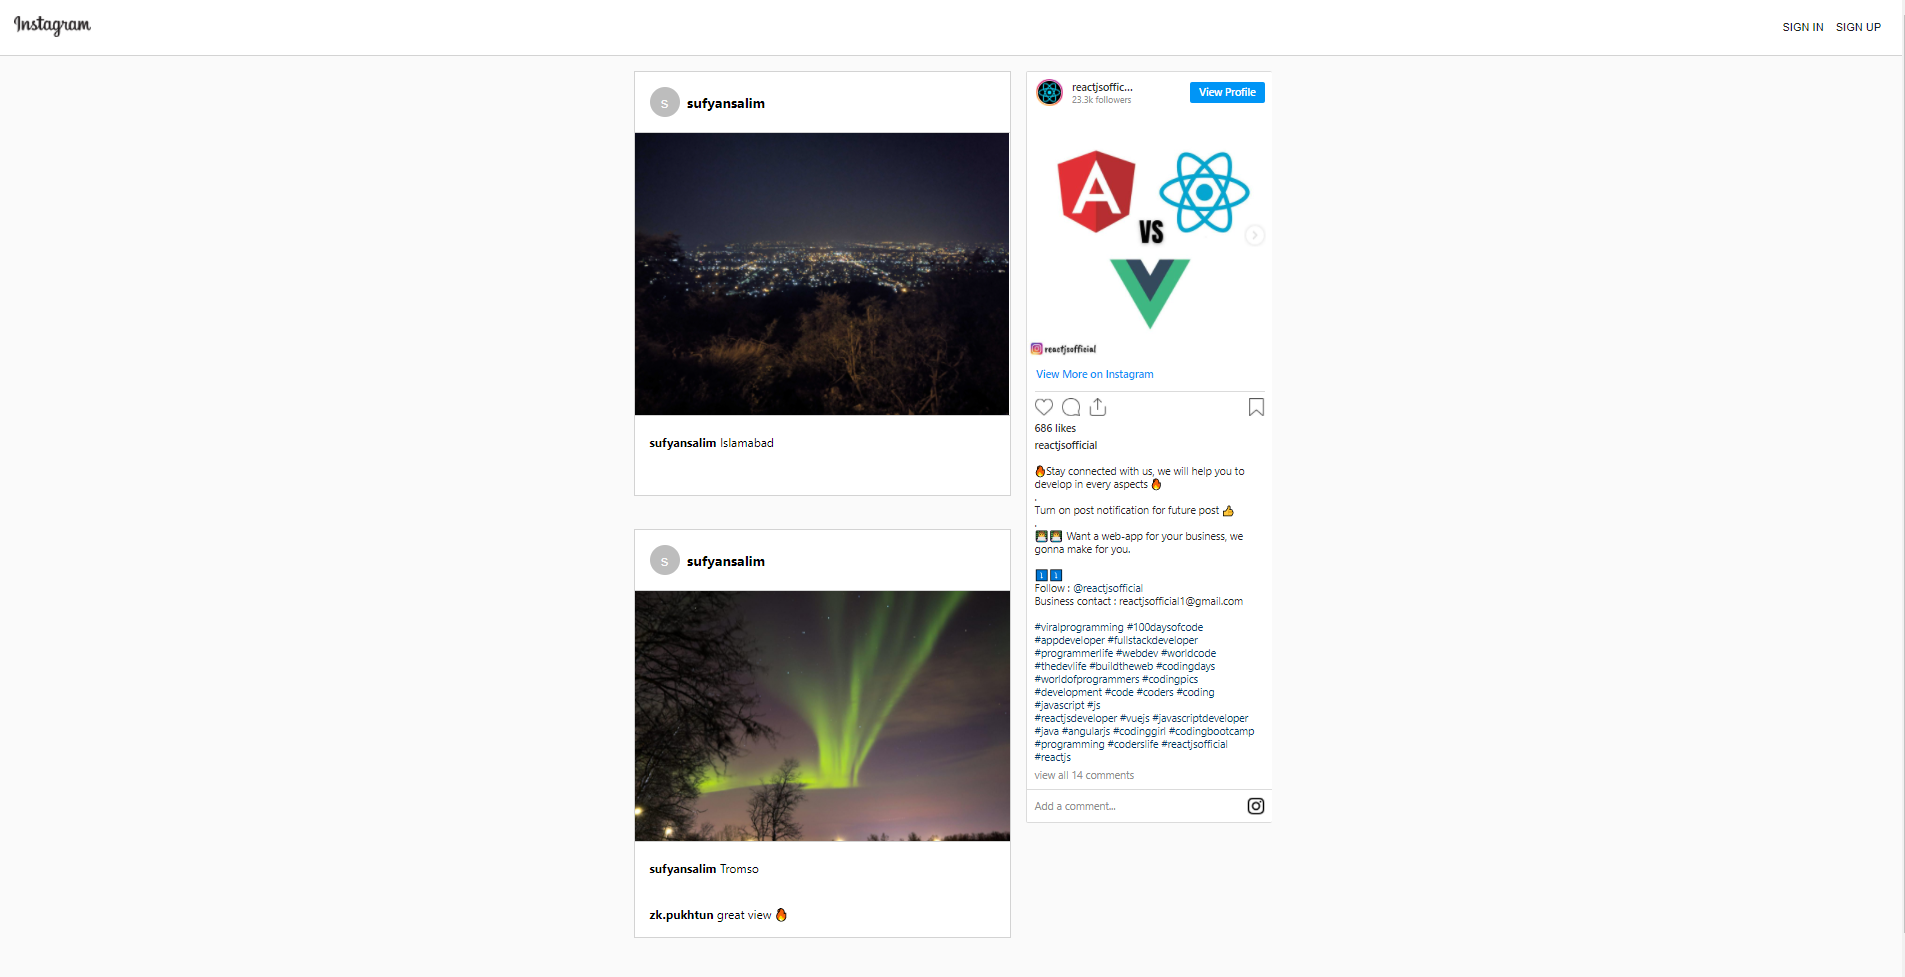 Instagram
SIGN IN SIGN UP
s sufyansalim
sufyansalim Islamabad
s sufyansalim
sufyansalim Tromso
zk.pukhtun great view 🔥
reactjsoffic...
23.3k followers
View Profile
A
VS
reactjsofficial
View More on Instagram
686 likes
reactjsofficial
🔥Stay connected with us, we will help you to
develop in every aspects 🔥
.
Turn on post notification for future post 👍
.
Want a web-app for your business, we
gonna make for you.
Follow : @reactjsofficial
Business contact : reactjsofficial1@gmail.com
#viralprogramming #100daysofcode
#appdeveloper #fullstackdeveloper
#programmerlife #webdev #worldcode
#thedevlife #buildtheweb #codingdays
#worldofprogrammers #codingpics
#development #code #coders #coding
#javascript #js
#reactjsdeveloper #vuejs #javascriptdeveloper
#java #angularjs #codinggirl #codingbootcamp
#programming #coderslife #reactjsofficial
#reactjs
view all 14 comments
Add a comment...